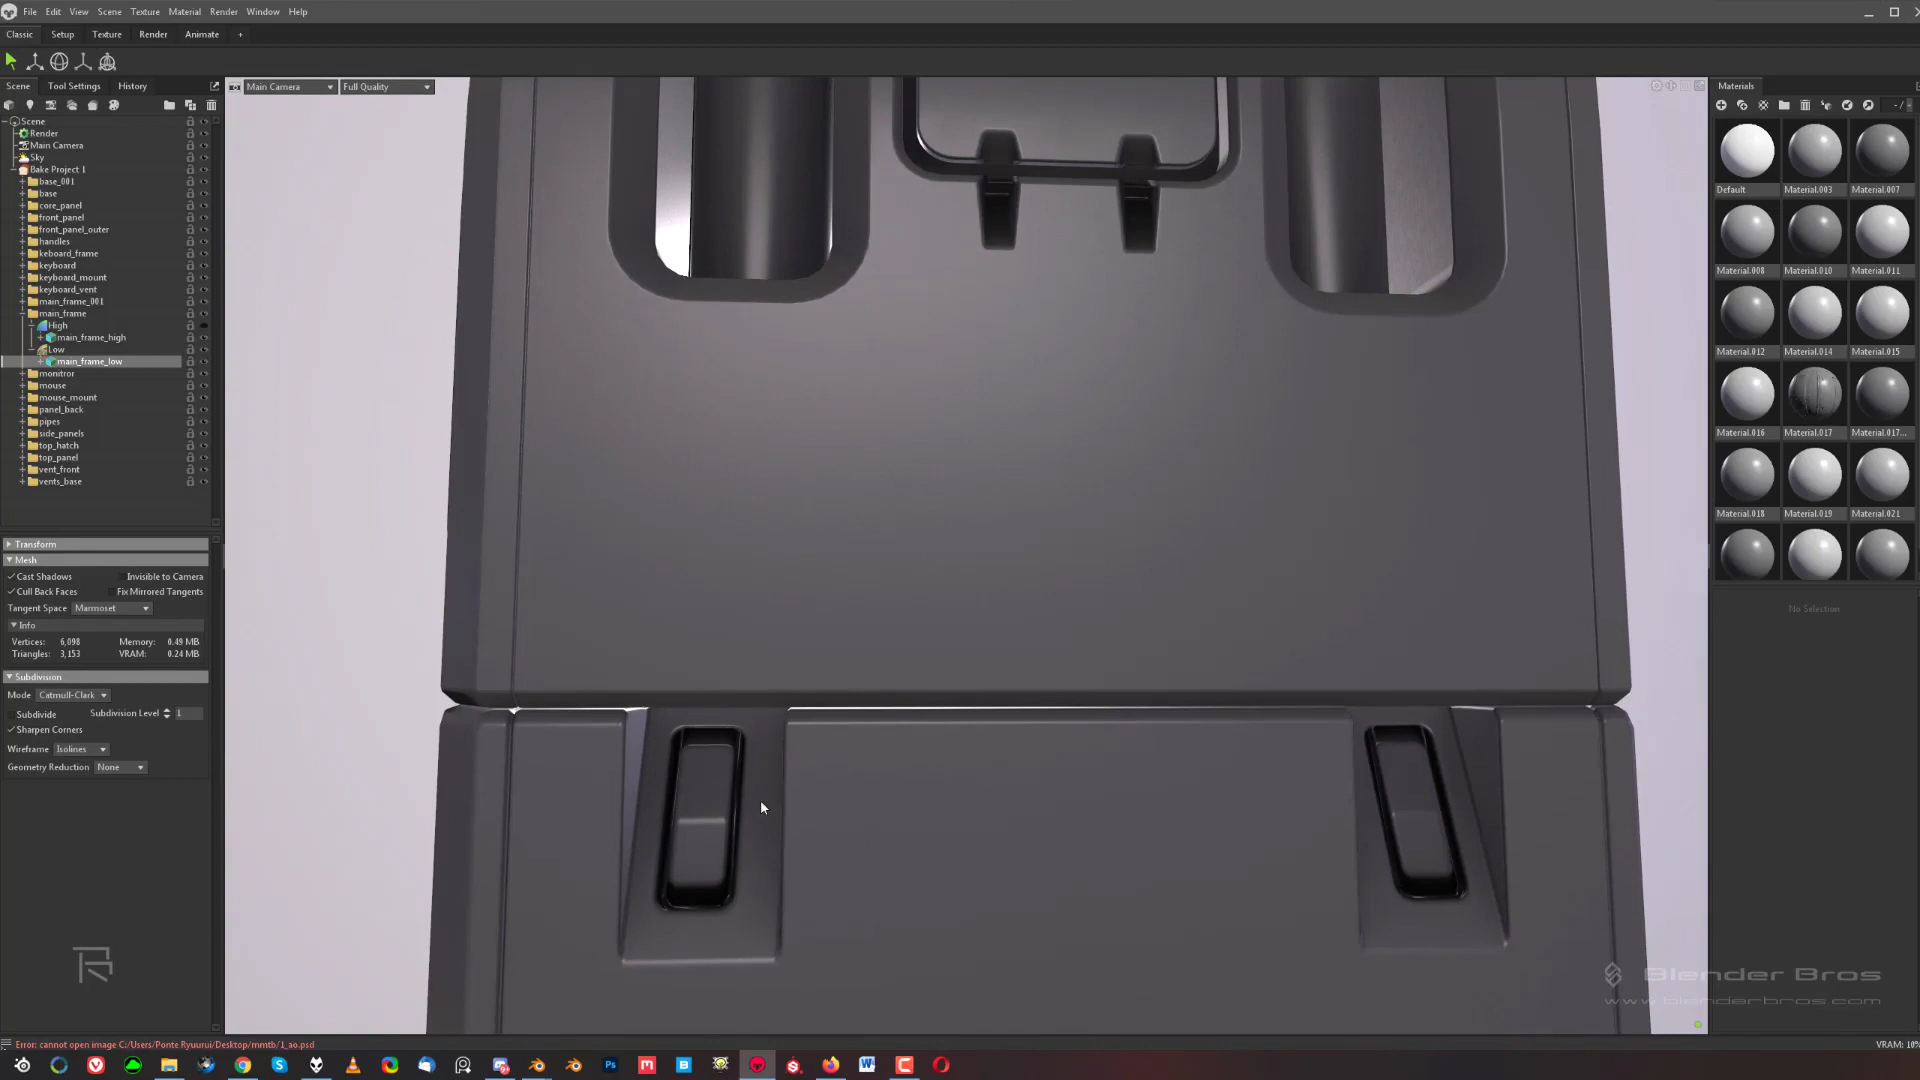 File Edit View Scene Texture Material Render Window Help
Classic Setup Texture Render Animate +
Scene Tool Settings History
Main Camera Full Quality
Materials
Scene
Render
Main Camera
Sky
Bake Project 1
base_001
base
core_panel
front_panel
front_panel_outer
handles
keboard_frame
keyboard
keyboard_mount
keyboard_vent
main_frame_001
main_frame
High
main_frame_high
Low
main_frame_low
monitror
mouse
mouse_mount
panel_back
pipes
side_panels
top_hatch
top_panel
vent_front
vents_base
Transform
Mesh
Cast Shadows Invisible to Camera
Cull Back Faces Fix Mirrored Tangents
Tangent Space Marmoset
Info
Vertices: 6,098 Memory: 0.49 MB
Triangles: 3,153 VRAM: 0.24 MB
Subdivision
Mode Catmull-Clark
Subdivide Subdivision Level 1
Sharpen Corners
Wireframe Isolines
Geometry Reduction None
Default Material.003 Material.007
Material.008 Material.010 Material.011
Material.012 Material.014 Material.015
Material.016 Material.017 Material.017...
Material.018 Material.019 Material.021
No Selection
Blender Bros
www.blenderbros.com
Error: cannot open image C:/Users/Ponte Ryuurui/Desktop/mmtb/1_ao.psd
VRAM: 10%